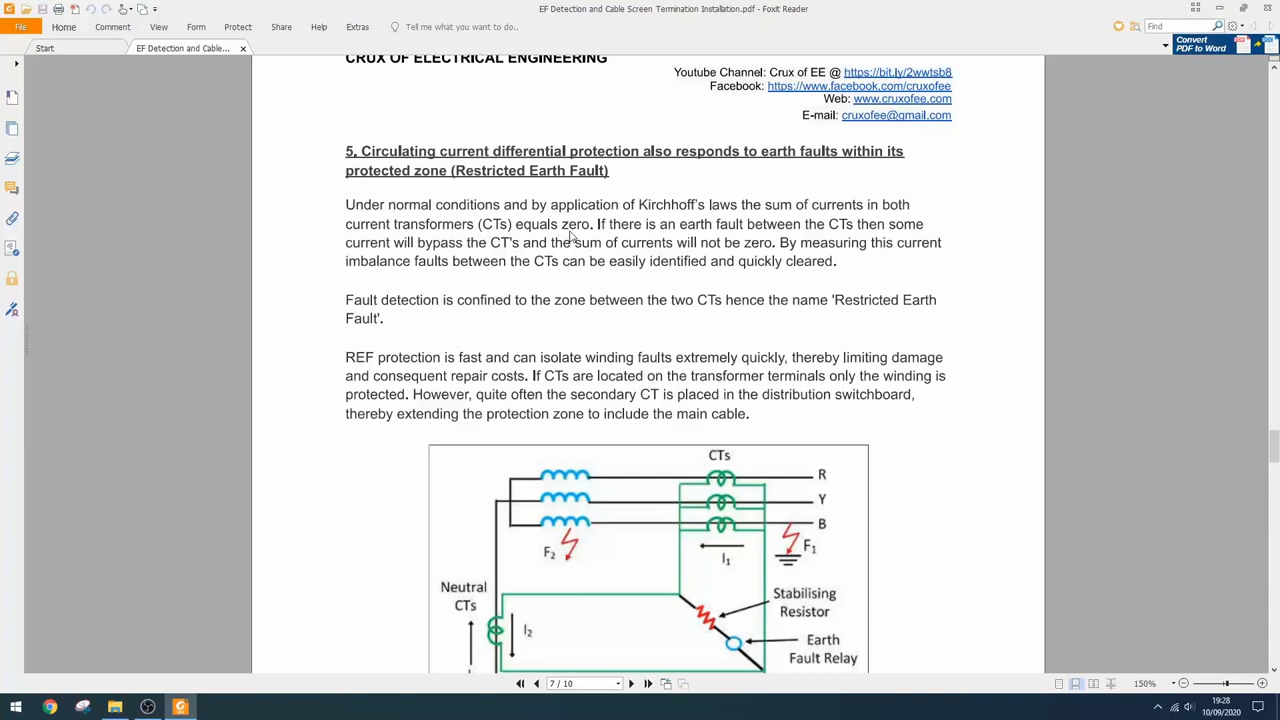 EF Detection and Cable Screen Termination Installation.pdf - Foxit Reader
File Home Comment View Form Protect Share Help Extras Tell me what you want to do.. Find
Start EF Detection and Cable... Convert
PDF to Word
CRUX OF ELECTRICAL ENGINEERING
Youtube Channel: Crux of EE @ https://bit.ly/2wwtsb8
Facebook: https://www.facebook.com/cruxofee
Web: www.cruxofee.com
E-mail: cruxofee@gmail.com
5. Circulating current differential protection also responds to earth faults within its
protected zone (Restricted Earth Fault)
Under normal conditions and by application of Kirchhoff's laws the sum of currents in both
current transformers (CTs) equals zero. If there is an earth fault between the CTs then some
current will bypass the CT's and the sum of currents will not be zero. By measuring this current
imbalance faults between the CTs can be easily identified and quickly cleared.
Fault detection is confined to the zone between the two CTs hence the name 'Restricted Earth
Fault'.
REF protection is fast and can isolate winding faults extremely quickly, thereby limiting damage
and consequent repair costs. If CTs are located on the transformer terminals only the winding is
protected. However, quite often the secondary CT is placed in the distribution switchboard,
thereby extending the protection zone to include the main cable.
CTs
R
Y
B
F2
F1
I1
Neutral
CTs
I2
Stabilising
Resistor
Earth
Fault Relay
7 / 10 150%
19:28
10/09/2020